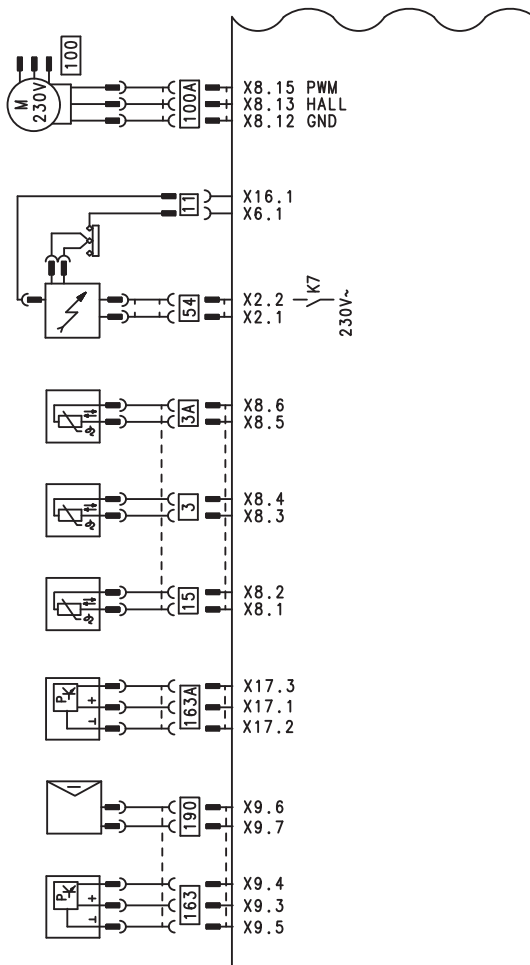 100
M 230V
100A
X8.15 PWM
X8.13 HALL
X8.12 GND
11
X16.1
X6.1
54
X2.2
X2.1
K7
230V~
3A
X8.6
X8.5
3
X8.4
X8.3
15
X8.2
X8.1
P
+
⊥
163A
X17.3
X17.1
X17.2
190
X9.6
X9.7
P
+
⊥
163
X9.4
X9.3
X9.5